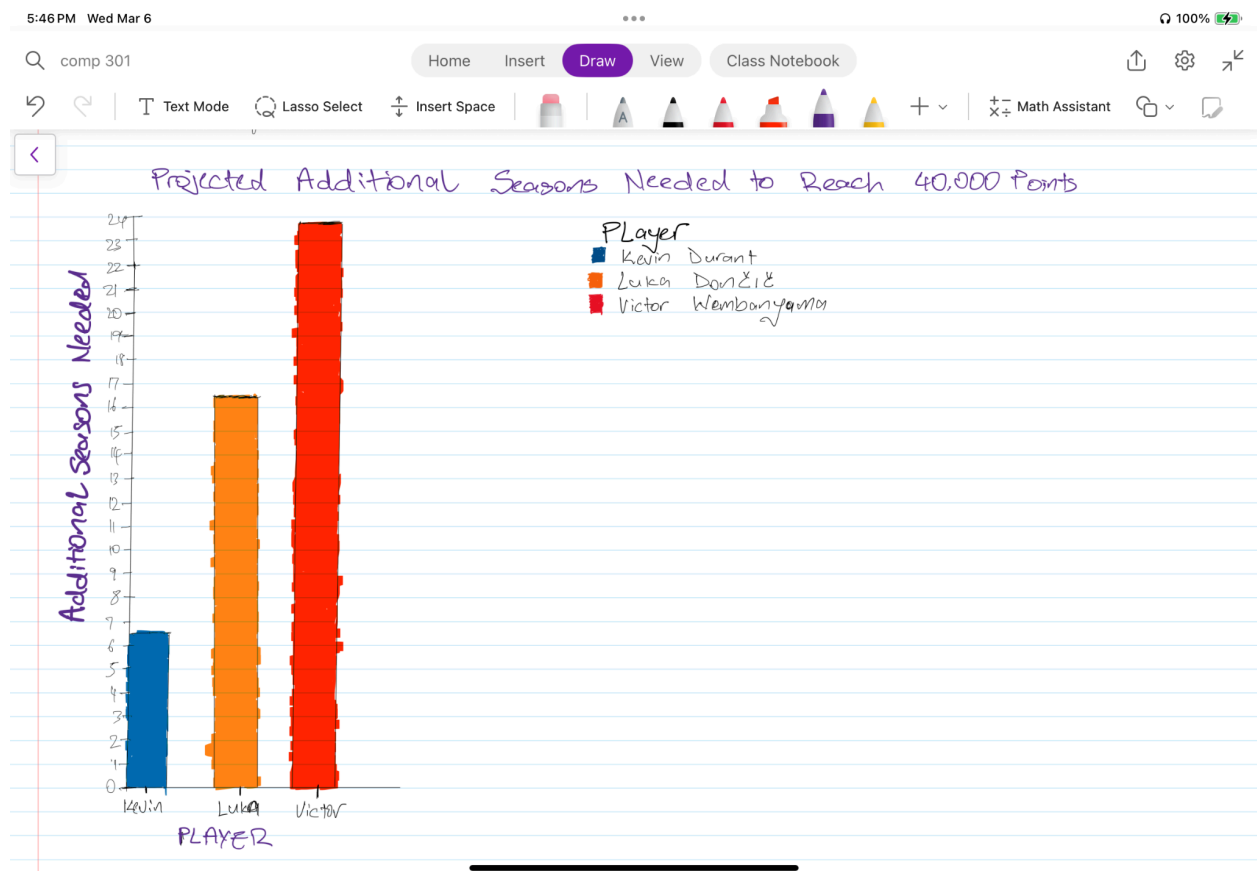 5:46 PM Wed Mar 6
100%
comp 301
Home Insert Draw View Class Notebook
Text Mode Lasso Select Insert Space A Math Assistant
Projected Additional Seasons Needed to Reach 40,000 Points
Additional Seasons Needed
24
23
22
21
20
19
18
17
16
15
14
13
12
11
10
9
8
7
6
5
4
3
2
1
0
Kevin Luka Victor
PLAYER
PLayer
Kevin Durant
Luka Dončič
Victor Wembanyama